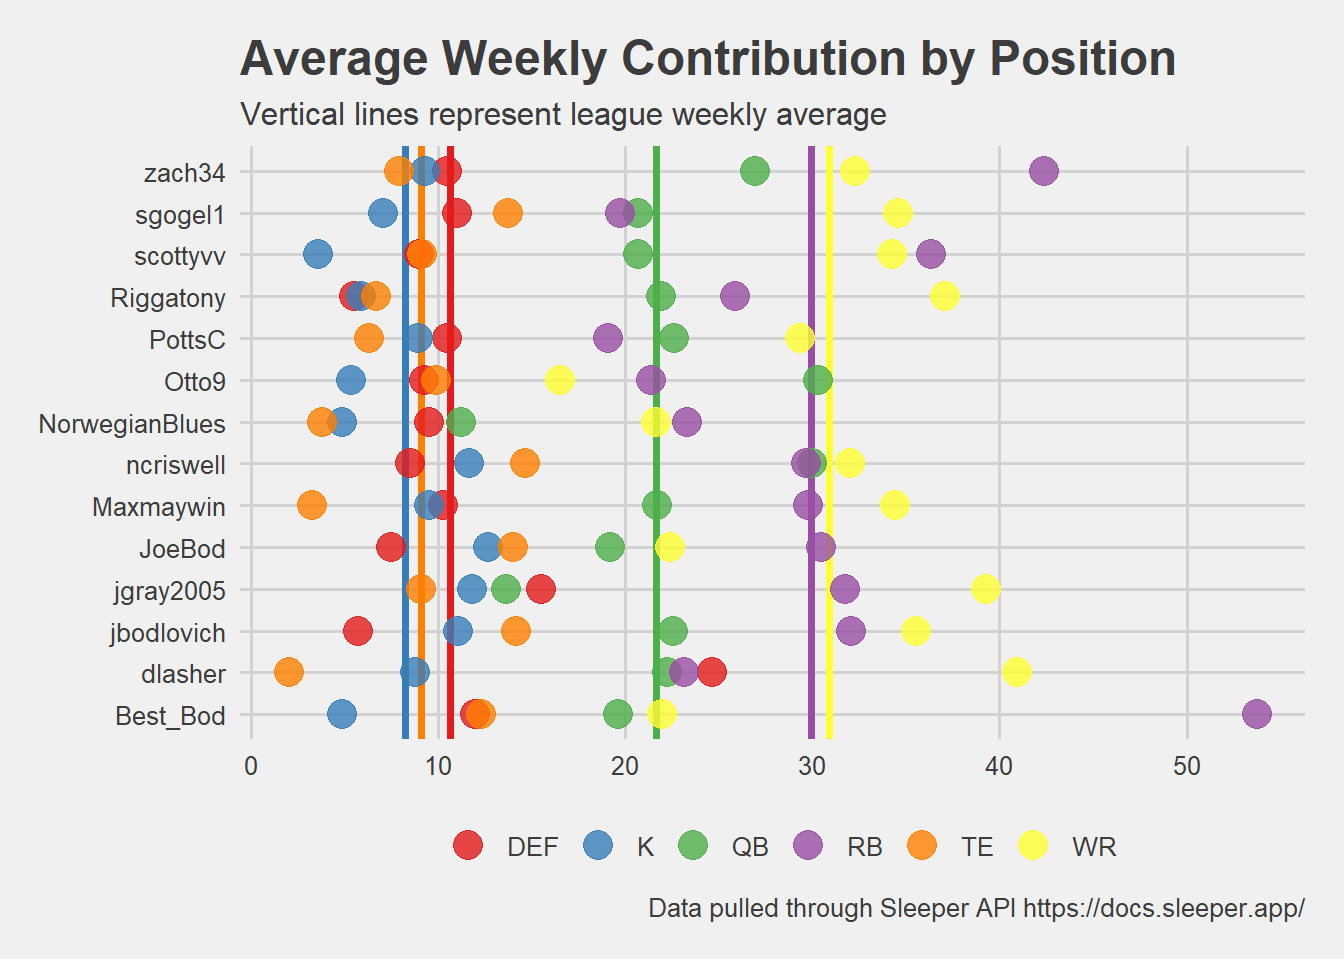 Average Weekly Contribution by Position
Vertical lines represent league weekly average
zach34
sgogel1
scottyvv
Riggatony
PottsC
Otto9
NorwegianBlues
ncriswell
Maxmaywin
JoeBod
jgray2005
jbodlovich
dlasher
Best_Bod
0 10 20 30 40 50
DEF K QB RB TE WR
Data pulled through Sleeper API https://docs.sleeper.app/